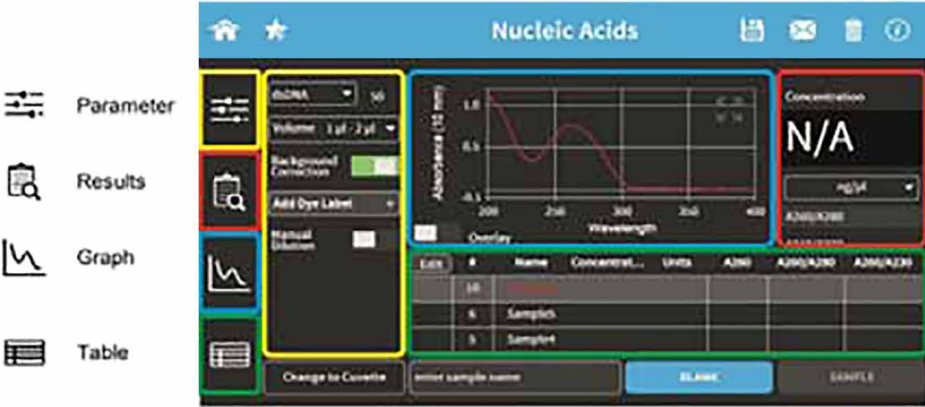 Nucleic Acids
Parameter
Results
Graph
Table
dsDNA
50
Volume 1 µl - 2 µl
Background
Correction
Add Dye Label
Manual
Dilution
Absorbance (10 mm)
1.0
0.5
-0.1
200 250 300 350 400
Wavelength
Overlay
Concentration
N/A
ng/µl
A260/A280
Edit # Name Concentrat... Units A260 A260/A280 A260/A230
10
6 Sample5
5 Sample4
Change to Cuvette
enter sample name
BLANK
SAMPLE